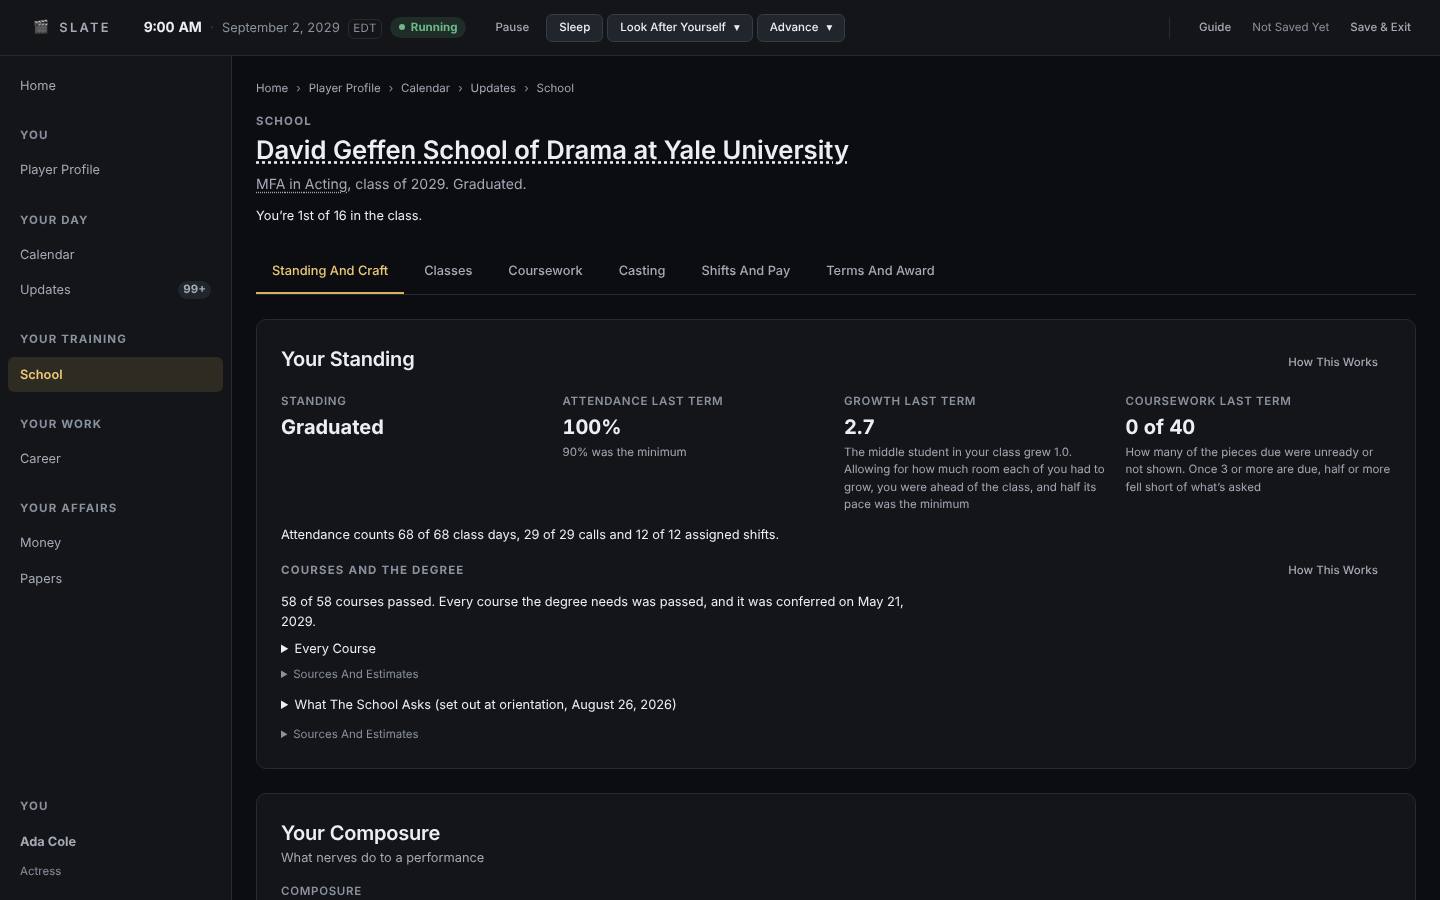 SLATE
9:00 AM · September 2, 2029 EDT Running
Pause
Sleep
Look After Yourself ▾
Advance ▾
Guide
Not Saved Yet
Save & Exit
Home
YOU
Player Profile
YOUR DAY
Calendar
Updates 99+
YOUR TRAINING
School
YOUR WORK
Career
YOUR AFFAIRS
Money
Papers
YOU
Ada Cole
Actress
Home › Player Profile › Calendar › Updates › School
SCHOOL
David Geffen School of Drama at Yale University
MFA in Acting, class of 2029. Graduated.
You’re 1st of 16 in the class.
Standing And Craft
Classes
Coursework
Casting
Shifts And Pay
Terms And Award
Your Standing
How This Works
STANDING
Graduated
ATTENDANCE LAST TERM
100%
90% was the minimum
GROWTH LAST TERM
2.7
The middle student in your class grew 1.0.
Allowing for how much room each of you had to
grow, you were ahead of the class, and half its
pace was the minimum
COURSEWORK LAST TERM
0 of 40
How many of the pieces due were unready or
not shown. Once 3 or more are due, half or more
fell short of what’s asked
Attendance counts 68 of 68 class days, 29 of 29 calls and 12 of 12 assigned shifts.
COURSES AND THE DEGREE
How This Works
58 of 58 courses passed. Every course the degree needs was passed, and it was conferred on May 21,
2029.
▶ Every Course
▶ Sources And Estimates
▶ What The School Asks (set out at orientation, August 26, 2026)
▶ Sources And Estimates
Your Composure
What nerves do to a performance
COMPOSURE